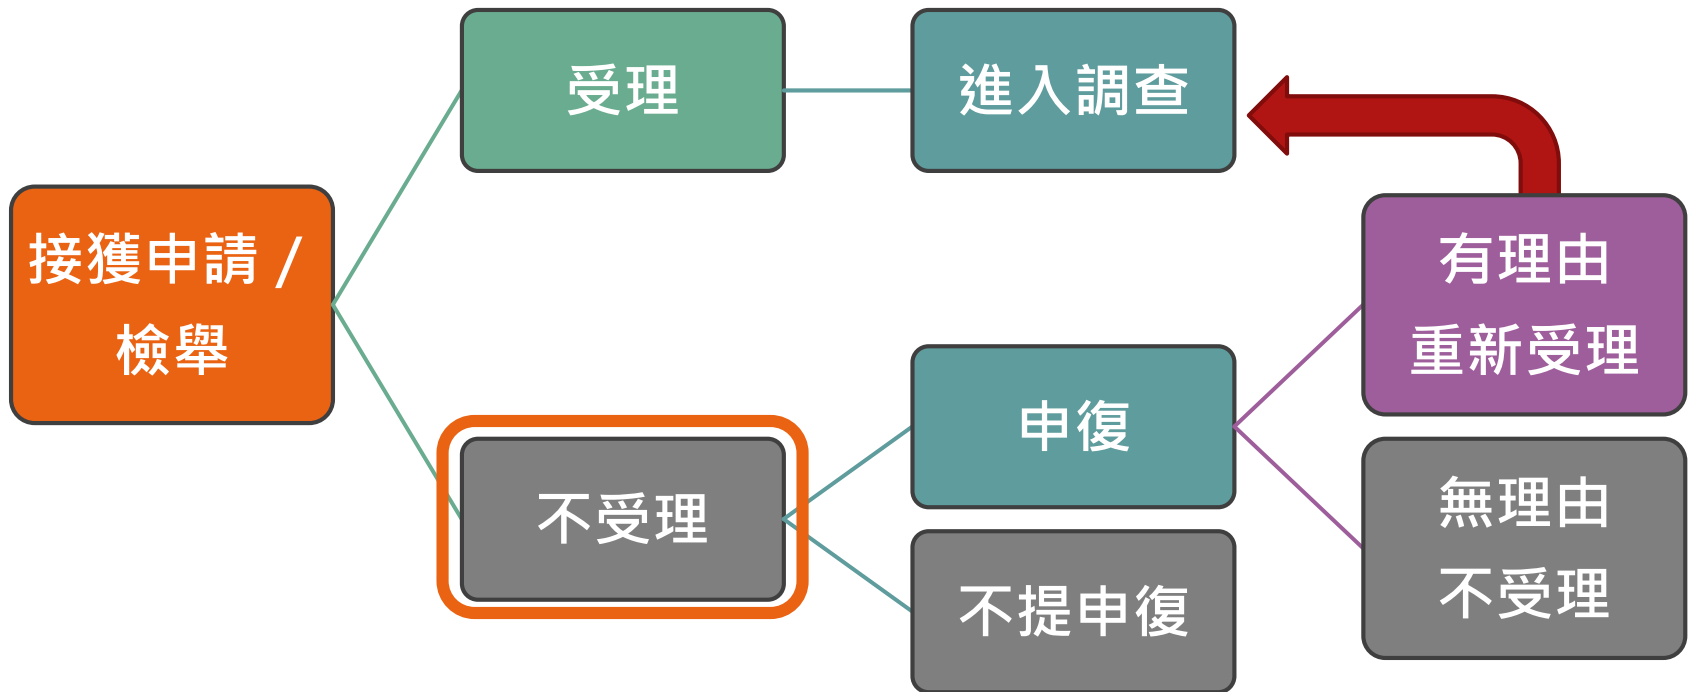 受理
進入調查
接獲申請 /
檢舉
有理由
重新受理
申復
不受理
無理由
不受理
不提申復